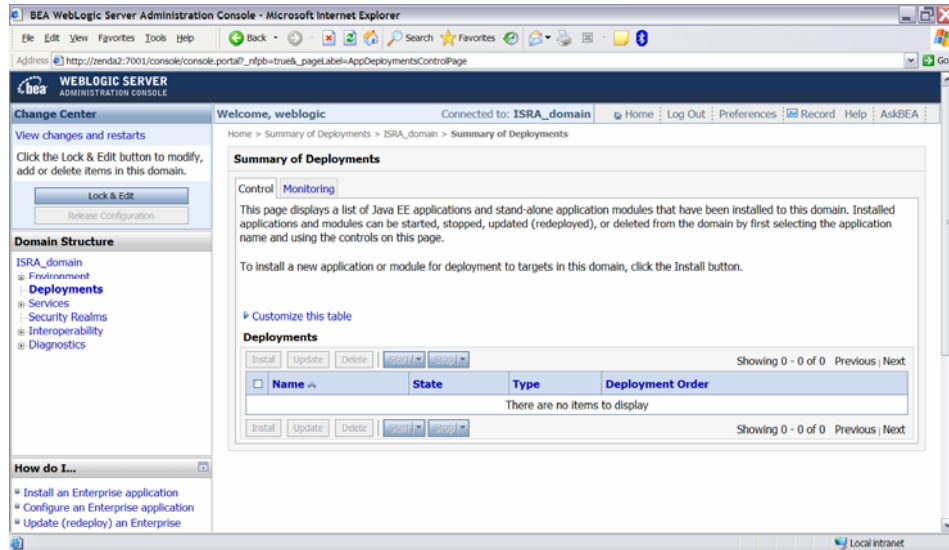 BEA WebLogic Server Administration Console - Microsoft Internet Explorer
File Edit View Favorites Tools Help
Back Search Favorites
Address http://zenda2:7001/console/console.portal?_nfpb=true&_pageLabel=AppDeploymentsControlPage Go
bea WEBLOGIC SERVER
ADMINISTRATION CONSOLE
Change Center
View changes and restarts
Click the Lock & Edit button to modify,
add or delete items in this domain.
Lock & Edit
Release Configuration
Domain Structure
ISRA_domain
Environment
Deployments
Services
Security Realms
Interoperability
Diagnostics
How do I...
Install an Enterprise application
Configure an Enterprise application
Update (redeploy) an Enterprise
Welcome, weblogic Connected to: ISRA_domain Home Log Out Preferences Record Help AskBEA
Home > Summary of Deployments > ISRA_domain > Summary of Deployments
Summary of Deployments
Control Monitoring
This page displays a list of Java EE applications and stand-alone application modules that have been installed to this domain. Installed
applications and modules can be started, stopped, updated (redeployed), or deleted from the domain by first selecting the application
name and using the controls on this page.
To install a new application or module for deployment to targets in this domain, click the Install button.
Customize this table
Deployments
Install Update Delete Start Stop Showing 0 - 0 of 0 Previous | Next
Name State Type Deployment Order
There are no items to display
Install Update Delete Start Stop Showing 0 - 0 of 0 Previous | Next
Local intranet